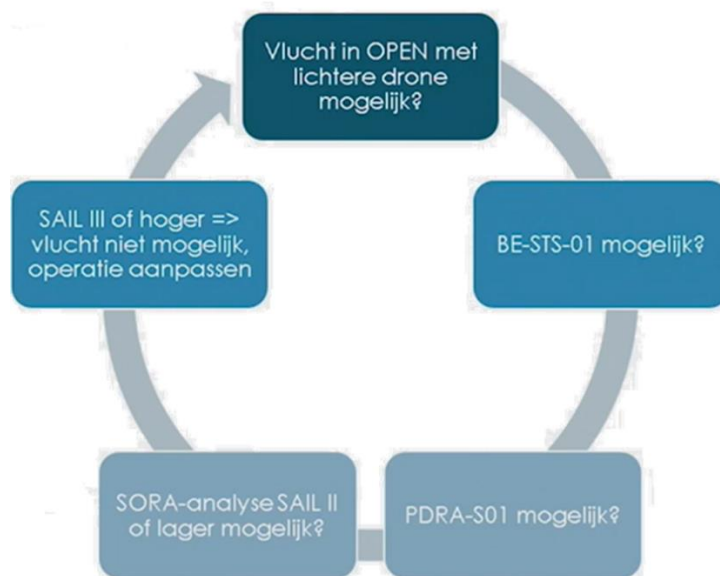 Vlucht in OPEN met
lichtere drone
mogelijk?
BE-STS-01 mogelijk?
PDRA-S01 mogelijk?
SORA-analyse SAIL II
of lager mogelijk?
SAIL III of hoger =>
vlucht niet mogelijk,
operatie aanpassen